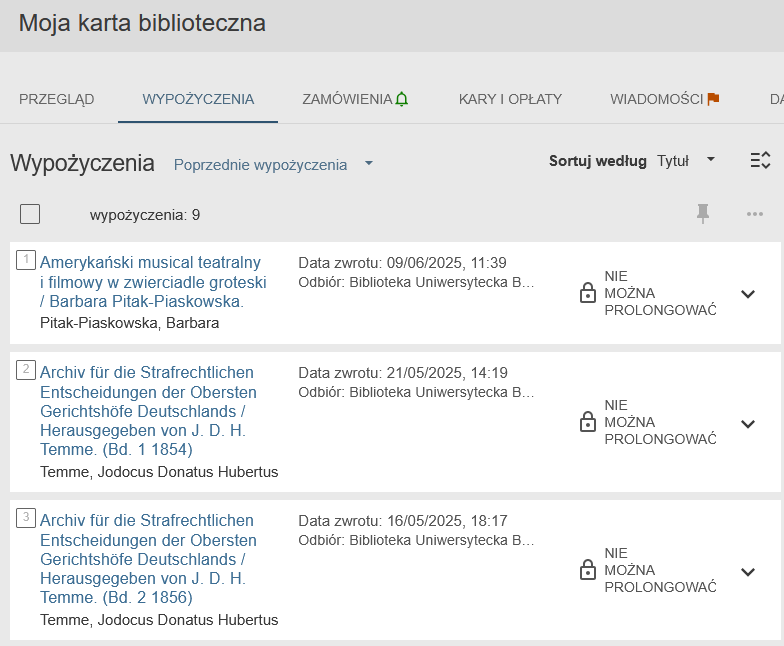 Moja karta biblioteczna
PRZEGLĄD WYPOŻYCZENIA ZAMÓWIENIA KARY I OPŁATY WIADOMOŚCI DA
Wypożyczenia Poprzednie wypożyczenia Sortuj według Tytuł
wypożyczenia: 9
1
Amerykański musical teatralny
i filmowy w zwierciadle groteski
/ Barbara Pitak-Piaskowska.
Pitak-Piaskowska, Barbara
Data zwrotu: 09/06/2025, 11:39
Odbiór: Biblioteka Uniwersytecka B…
NIE
MOŻNA
PROLONGOWAĆ
2
Archiv für die Strafrechtlichen
Entscheidungen der Obersten
Gerichtshöfe Deutschlands /
Herausgegeben von J. D. H.
Temme. (Bd. 1 1854)
Temme, Jodocus Donatus Hubertus
Data zwrotu: 21/05/2025, 14:19
Odbiór: Biblioteka Uniwersytecka B…
NIE
MOŻNA
PROLONGOWAĆ
3
Archiv für die Strafrechtlichen
Entscheidungen der Obersten
Gerichtshöfe Deutschlands /
Herausgegeben von J. D. H.
Temme. (Bd. 2 1856)
Temme, Jodocus Donatus Hubertus
Data zwrotu: 16/05/2025, 18:17
Odbiór: Biblioteka Uniwersytecka B…
NIE
MOŻNA
PROLONGOWAĆ